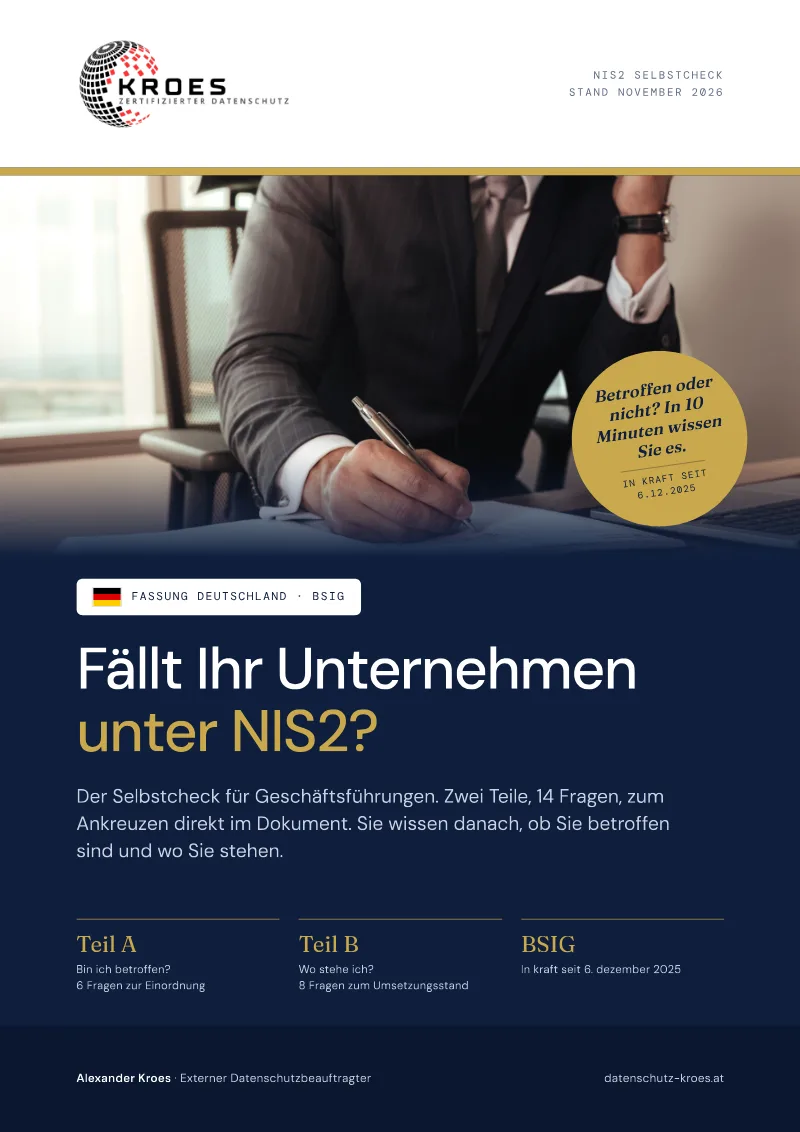 KROES
ZERTIFIZIERTER DATENSCHUTZ
NIS2 SELBSTCHECK
STAND NOVEMBER 2026
Betroffen oder
nicht? In 10
Minuten wissen
Sie es.
IN KRAFT SEIT
6.12.2025
FASSUNG DEUTSCHLAND · BSIG
Fällt Ihr Unternehmen
unter NIS2?
Der Selbstcheck für Geschäftsführungen. Zwei Teile, 14 Fragen, zum
Ankreuzen direkt im Dokument. Sie wissen danach, ob Sie betroffen
sind und wo Sie stehen.
Teil A
Bin ich betroffen?
6 Fragen zur Einordnung
Teil B
Wo stehe ich?
8 Fragen zum Umsetzungsstand
BSIG
In kraft seit 6. dezember 2025
Alexander Kroes · Externer Datenschutzbeauftragter
datenschutz-kroes.at